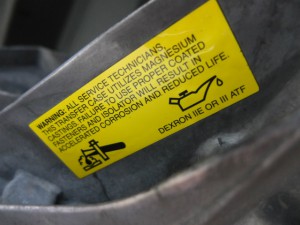 WARNING: ALL SERVICE TECHNICIANS,
THIS TRANSFER CASE UTILIZES MAGNESIUM
CASTINGS. FAILURE TO USE PROPER COATED
FASTENERS AND ISOLATOR WILL RESULT IN
ACCELERATED CORROSION AND REDUCED LIFE.
DEXRON IIE OR III ATF